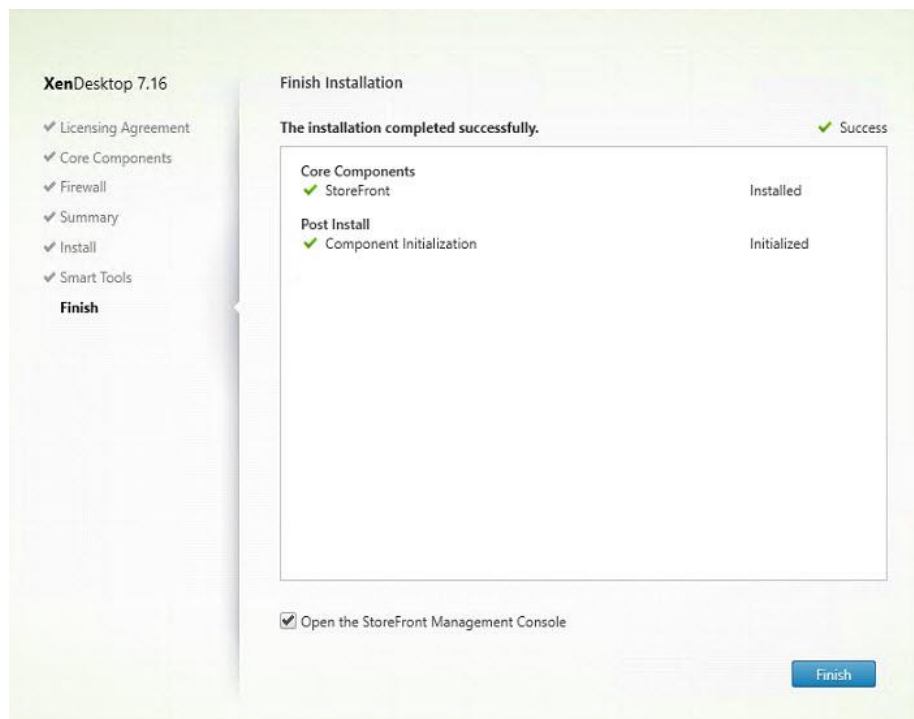 XenDesktop 7.16
Licensing Agreement
Core Components
Firewall
Summary
Install
Smart Tools
Finish
Finish Installation
The installation completed successfully.
Success
Core Components
StoreFront
Installed
Post Install
Component Initialization
Initialized
Open the StoreFront Management Console
Finish